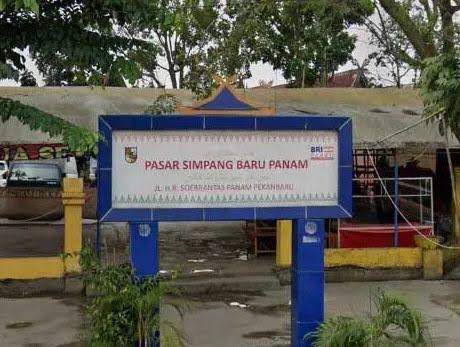 PASAR SIMPANG BARU PANAM
BRI
JL. H.R. SOEBRANTAS PANAM PEKANBARU